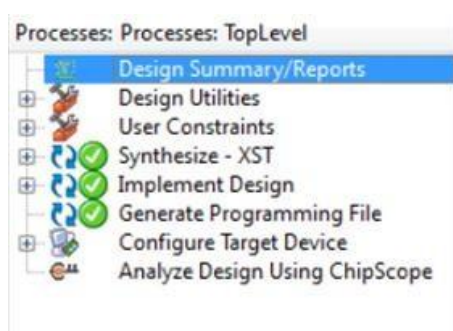 Processes: Processes: TopLevel
Design Summary/Reports
Design Utilities
User Constraints
Synthesize - XST
Implement Design
Generate Programming File
Configure Target Device
Analyze Design Using ChipScope